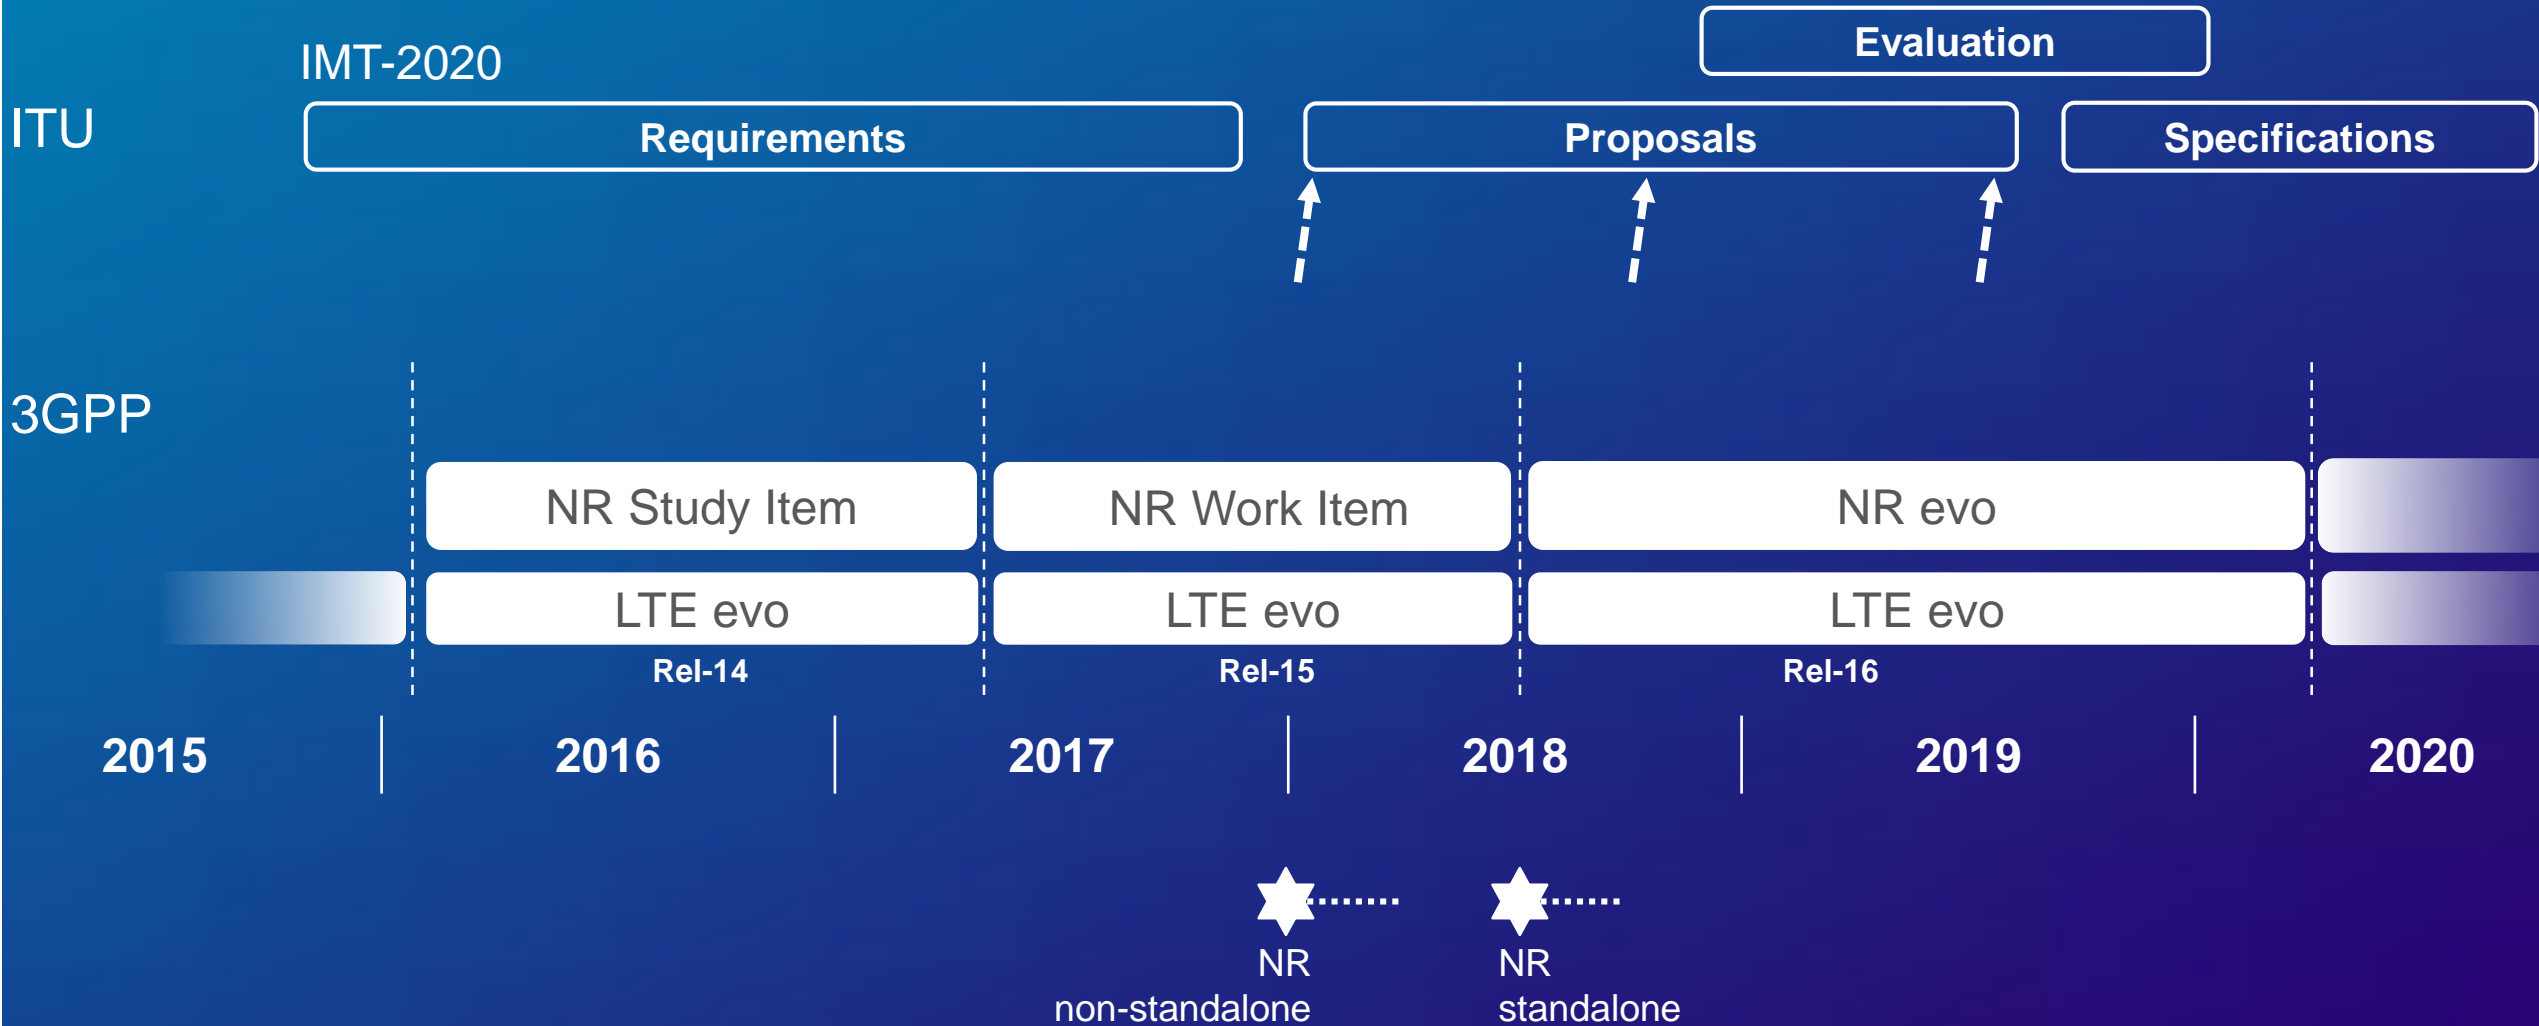 IMT-2020
Evaluation
ITU
Requirements
Proposals
Specifications
3GPP
NR Study Item
NR Work Item
NR evo
LTE evo
LTE evo
LTE evo
Rel-14
Rel-15
Rel-16
2015
2016
2017
2018
2019
2020
NR
non-standalone
NR
standalone